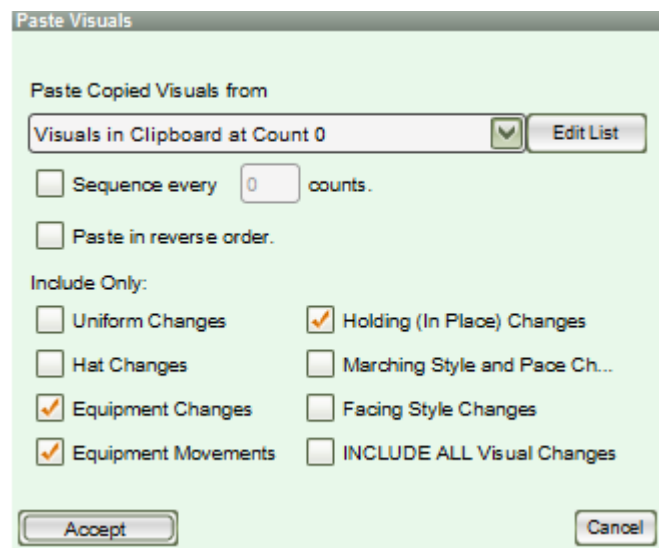 Paste Visuals
Paste Copied Visuals from
Visuals in Clipboard at Count 0
Edit List
Sequence every 0 counts.
Paste in reverse order.
Include Only:
Uniform Changes
Holding (In Place) Changes
Hat Changes
Marching Style and Pace Ch...
Equipment Changes
Facing Style Changes
Equipment Movements
INCLUDE ALL Visual Changes
Accept
Cancel